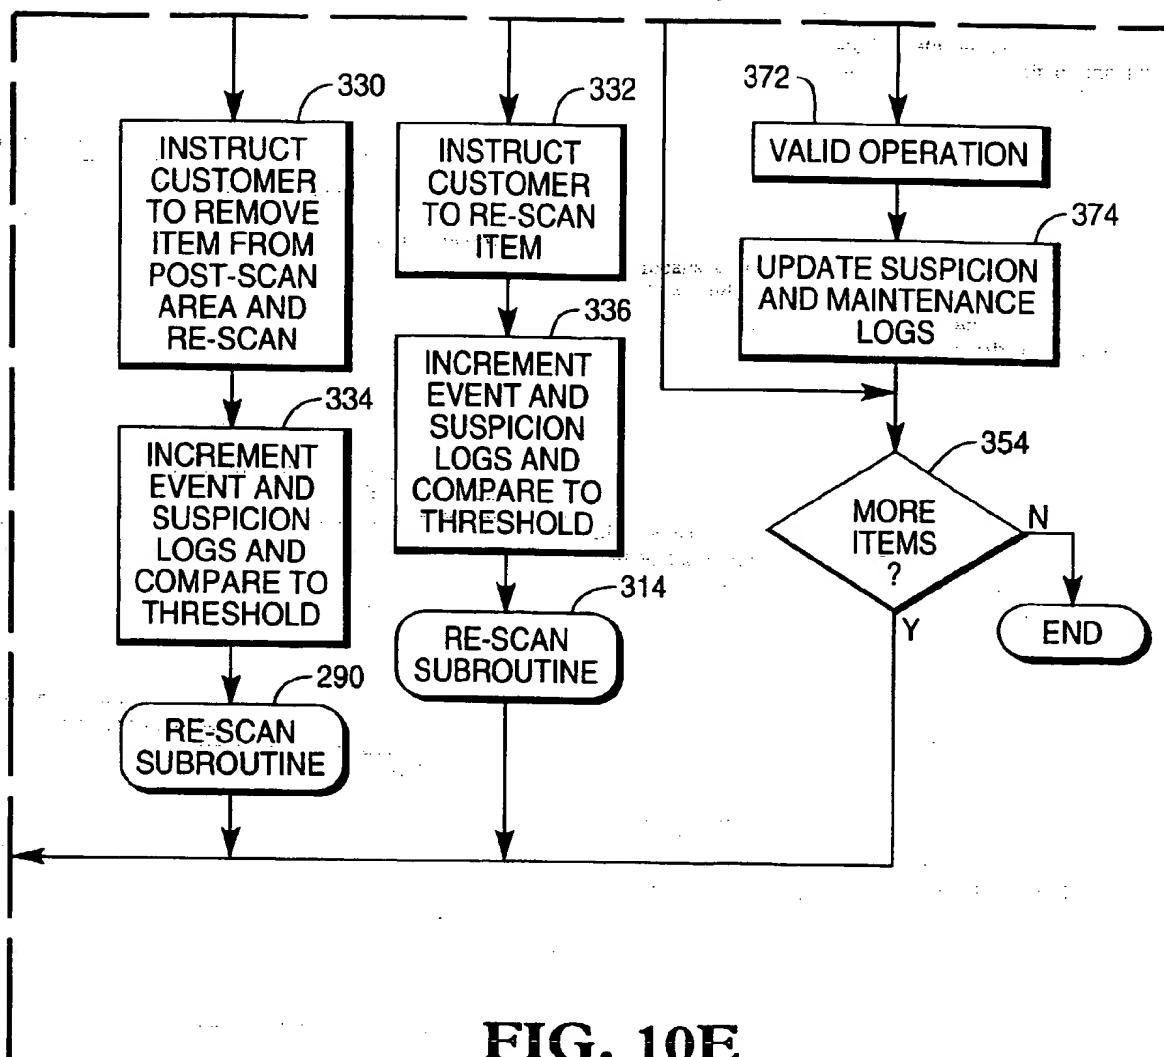 330
INSTRUCT
CUSTOMER
TO REMOVE
ITEM FROM
POST-SCAN
AREA AND
RE-SCAN
334
INCREMENT
EVENT AND
SUSPICION
LOGS AND
COMPARE TO
THRESHOLD
290
RE-SCAN
SUBROUTINE
332
INSTRUCT
CUSTOMER
TO RE-SCAN
ITEM
336
INCREMENT
EVENT AND
SUSPICION
LOGS AND
COMPARE TO
THRESHOLD
314
RE-SCAN
SUBROUTINE
372
VALID OPERATION
374
UPDATE SUSPICION
AND MAINTENANCE
LOGS
354
MORE
ITEMS
?
N
Y
END
FIG. 10E